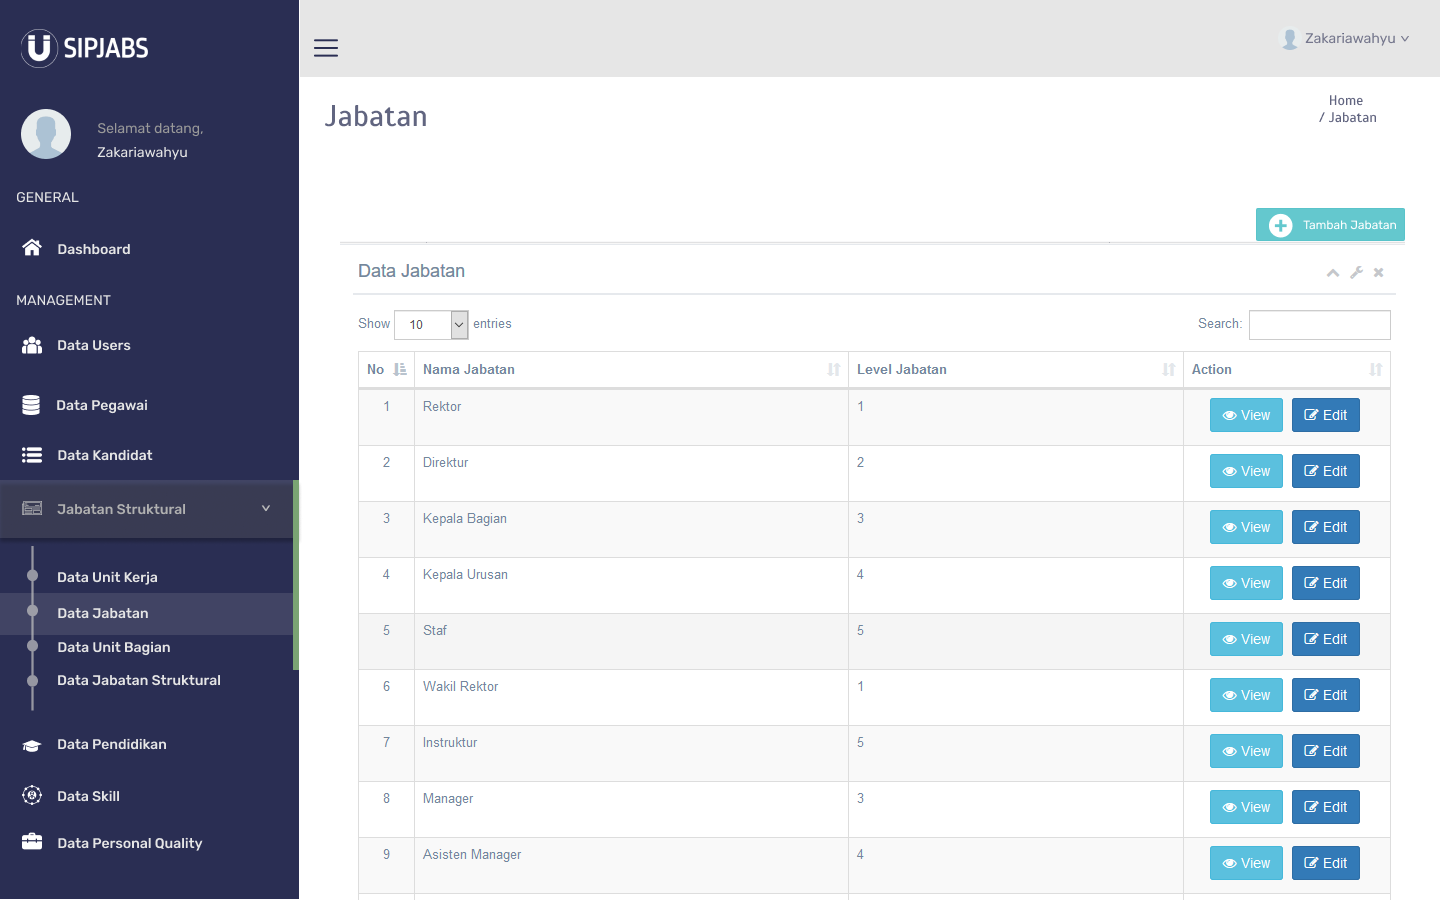 SIPJABS
Zakariawahyu
Selamat datang,
Zakariawahyu
GENERAL
Dashboard
MANAGEMENT
Data Users
Data Pegawai
Data Kandidat
Jabatan Struktural
Data Unit Kerja
Data Jabatan
Data Unit Bagian
Data Jabatan Struktural
Data Pendidikan
Data Skill
Data Personal Quality
Jabatan
Home
/ Jabatan
Tambah Jabatan
Data Jabatan
Show 10 entries Search:
No Nama Jabatan Level Jabatan Action
1 Rektor 1 View Edit
2 Direktur 2 View Edit
3 Kepala Bagian 3 View Edit
4 Kepala Urusan 4 View Edit
5 Staf 5 View Edit
6 Wakil Rektor 1 View Edit
7 Instruktur 5 View Edit
8 Manager 3 View Edit
9 Asisten Manager 4 View Edit